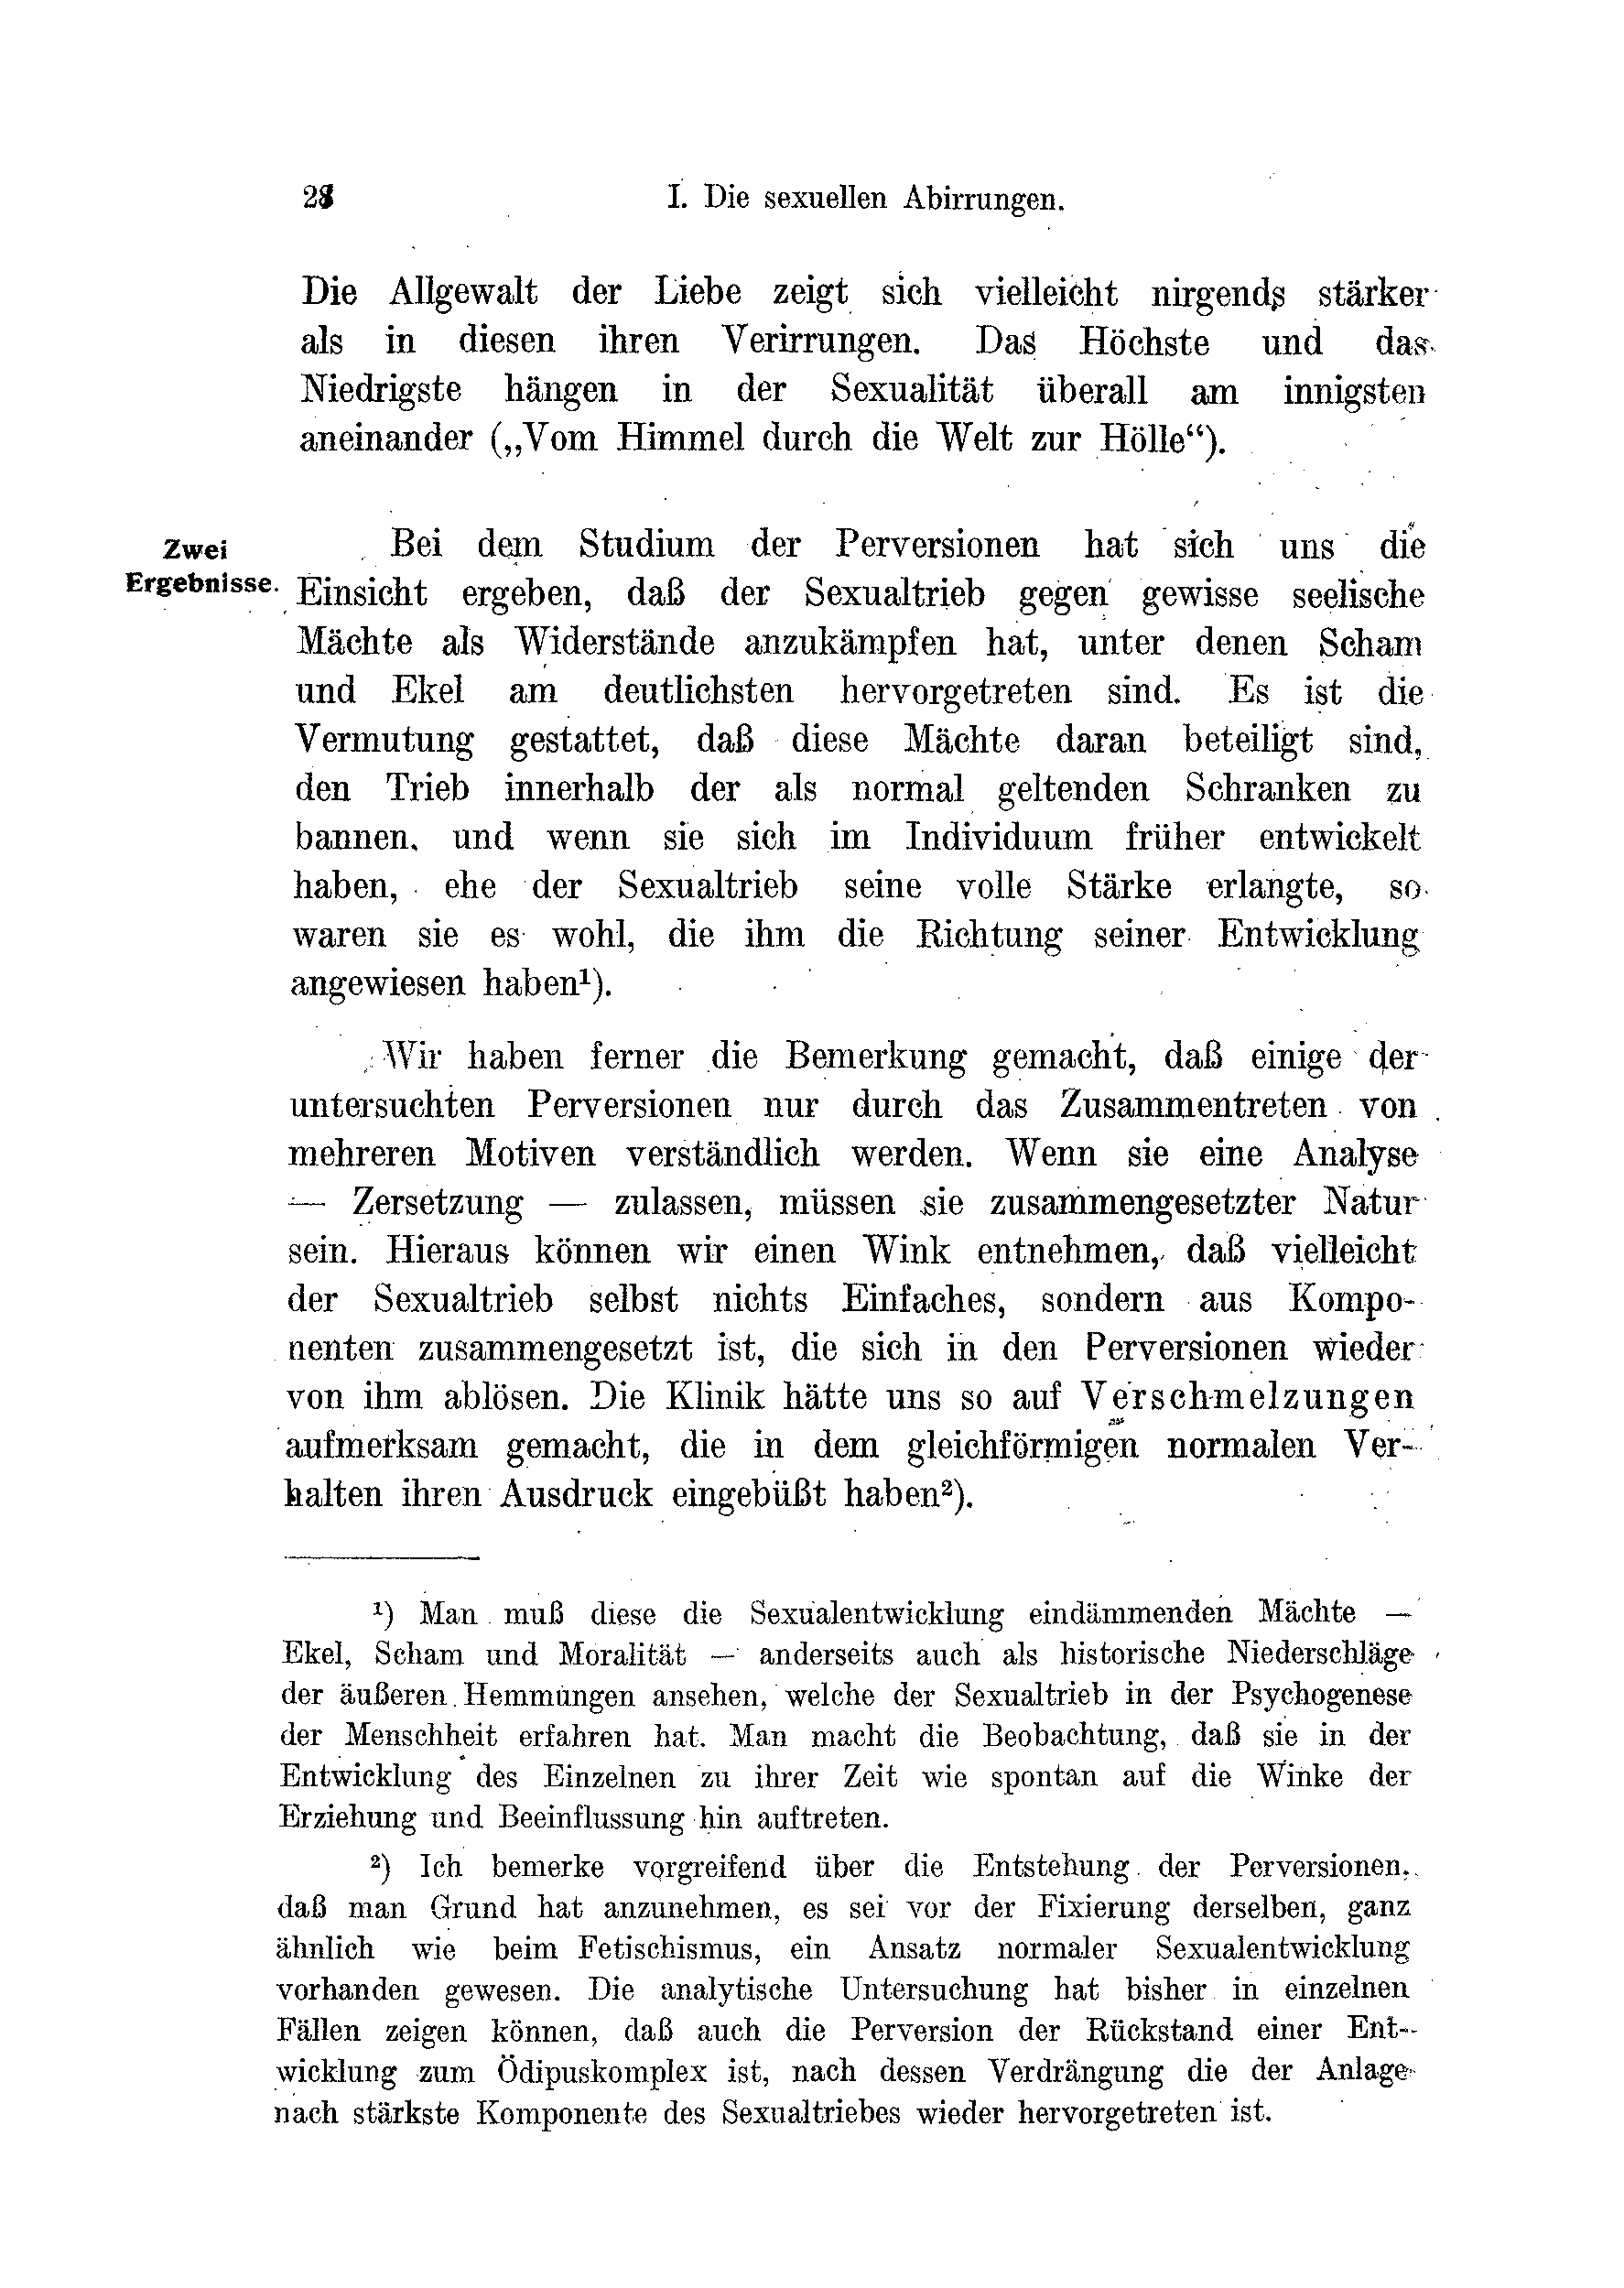 28 I. Die sexuellen Abirrungen.
Die Allgewalt der Liebe zeigt sich vielleicht nirgends stärker
als in diesen ihren Verirrungen. Das Höchste und das
Niedrigste hängen in der Sexualität überall am innigsten
aneinander („Vom Himmel durch die Welt zur Hölle“).
Zwei
Ergebnisse.
Bei dem Studium der Perversionen hat sich uns die
Einsicht ergeben, daß der Sexualtrieb gegen gewisse seelische
Mächte als Widerstände anzukämpfen hat, unter denen Scham
und Ekel am deutlichsten hervorgetreten sind. Es ist die
Vermutung gestattet, daß diese Mächte daran beteiligt sind,
den Trieb innerhalb der als normal geltenden Schranken zu
bannen, und wenn sie sich im Individuum früher entwickelt
haben, ehe der Sexualtrieb seine volle Stärke erlangte, so
waren sie es wohl, die ihm die Richtung seiner Entwicklung
angewiesen haben¹).
Wir haben ferner die Bemerkung gemacht, daß einige der
untersuchten Perversionen nur durch das Zusammentreten von
mehreren Motiven verständlich werden. Wenn sie eine Analyse
— Zersetzung — zulassen, müssen sie zusammengesetzter Natur
sein. Hieraus können wir einen Wink entnehmen, daß vielleicht
der Sexualtrieb selbst nichts Einfaches, sondern aus Kompo-
nenten zusammengesetzt ist, die sich in den Perversionen wieder
von ihm ablösen. Die Klinik hätte uns so auf Verschmelzungen
aufmerksam gemacht, die in dem gleichförmigen normalen Ver-
halten ihren Ausdruck eingebüßt haben²).
¹) Man muß diese die Sexualentwicklung eindämmenden Mächte —
Ekel, Scham und Moralität — anderseits auch als historische Niederschläge
der äußeren Hemmungen ansehen, welche der Sexualtrieb in der Psychogenese
der Menschheit erfahren hat. Man macht die Beobachtung, daß sie in der
Entwicklung des Einzelnen zu ihrer Zeit wie spontan auf die Winke der
Erziehung und Beeinflussung hin auftreten.
²) Ich bemerke vorgreifend über die Entstehung der Perversionen,
daß man Grund hat anzunehmen, es sei vor der Fixierung derselben, ganz
ähnlich wie beim Fetischismus, ein Ansatz normaler Sexualentwicklung
vorhanden gewesen. Die analytische Untersuchung hat bisher in einzelnen
Fällen zeigen können, daß auch die Perversion der Rückstand einer Ent-
wicklung zum Ödipuskomplex ist, nach dessen Verdrängung die der Anlage
nach stärkste Komponente des Sexualtriebes wieder hervorgetreten ist.